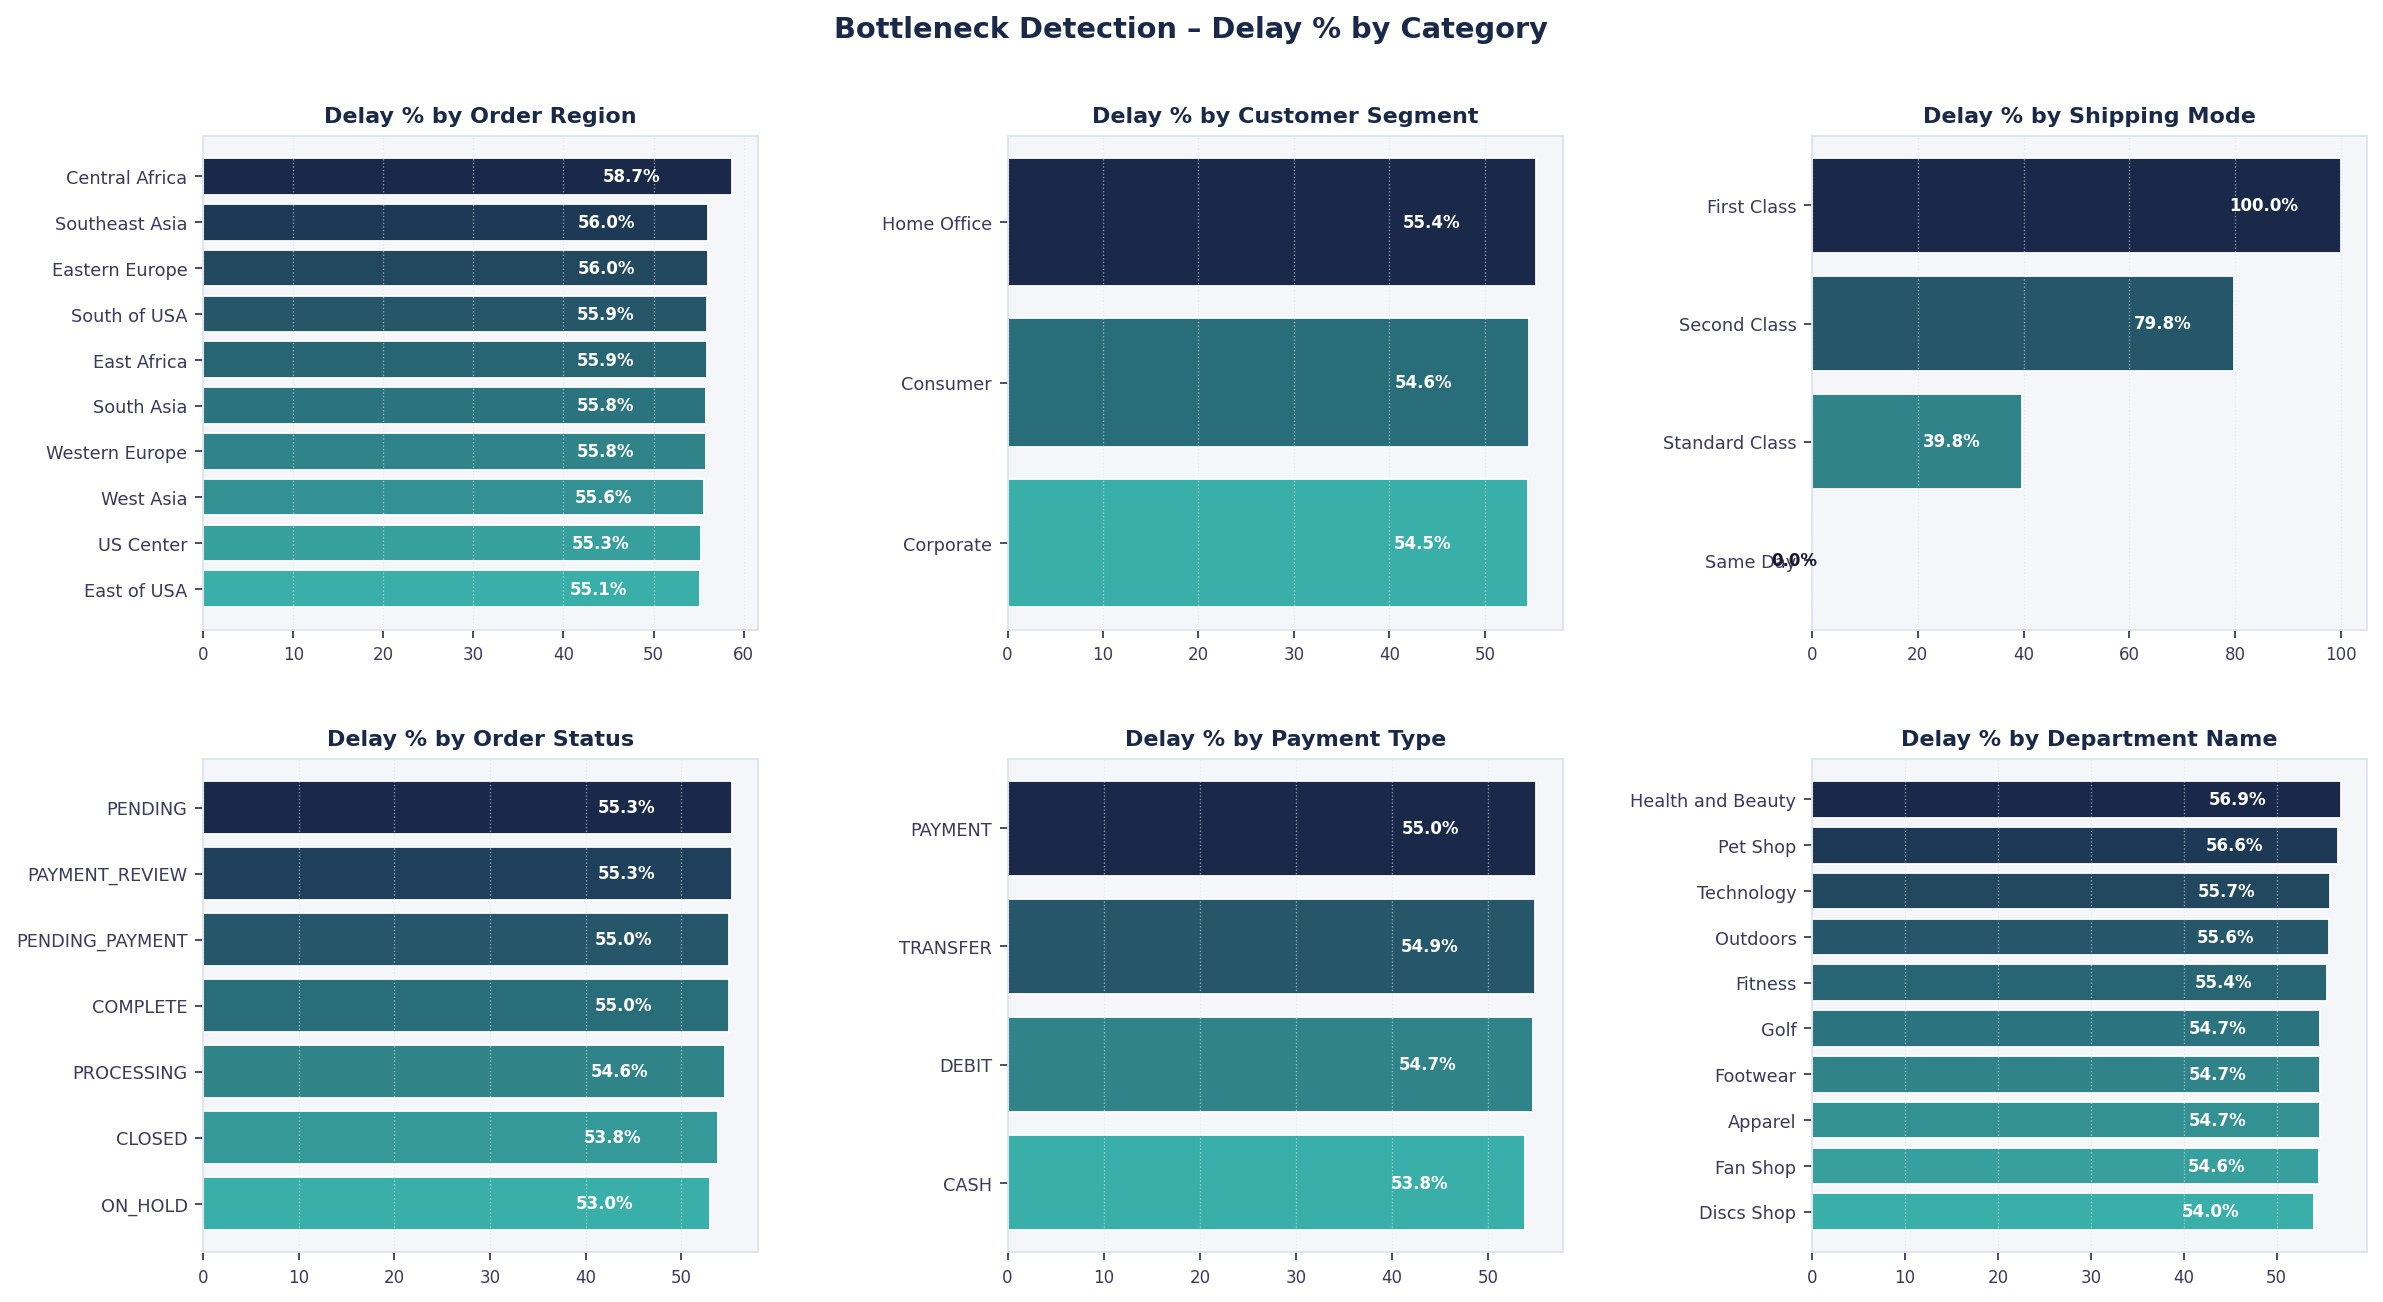 Bottleneck Detection – Delay % by Category
Delay % by Order Region
Central Africa 58.7%
Southeast Asia 56.0%
Eastern Europe 56.0%
South of USA 55.9%
East Africa 55.9%
South Asia 55.8%
Western Europe 55.8%
West Asia 55.6%
US Center 55.3%
East of USA 55.1%
0 10 20 30 40 50 60
Delay % by Customer Segment
Home Office 55.4%
Consumer 54.6%
Corporate 54.5%
0 10 20 30 40 50
Delay % by Shipping Mode
First Class 100.0%
Second Class 79.8%
Standard Class 39.8%
Same Day 0.0%
0 20 40 60 80 100
Delay % by Order Status
PENDING 55.3%
PAYMENT_REVIEW 55.3%
PENDING_PAYMENT 55.0%
COMPLETE 55.0%
PROCESSING 54.6%
CLOSED 53.8%
ON_HOLD 53.0%
0 10 20 30 40 50
Delay % by Payment Type
PAYMENT 55.0%
TRANSFER 54.9%
DEBIT 54.7%
CASH 53.8%
0 10 20 30 40 50
Delay % by Department Name
Health and Beauty 56.9%
Pet Shop 56.6%
Technology 55.7%
Outdoors 55.6%
Fitness 55.4%
Golf 54.7%
Footwear 54.7%
Apparel 54.7%
Fan Shop 54.6%
Discs Shop 54.0%
0 10 20 30 40 50